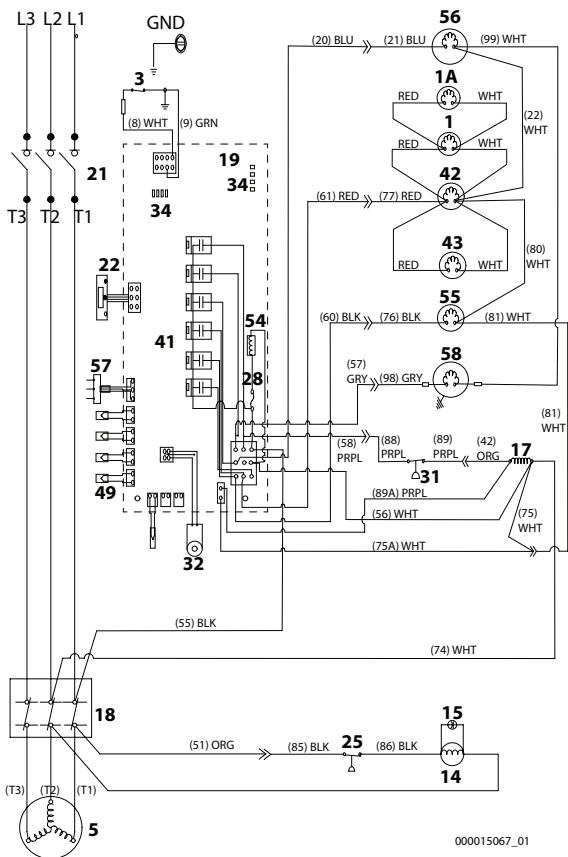 L3 L2 L1
GND
56
(20) BLU
(21) BLU
(99) WHT
3
(8) WHT
(9) GRN
1A
RED
WHT
1
(22)
WHT
RED
WHT
42
(61) RED
(77) RED
21
19
34
34
T3 T2 T1
43
RED
WHT
(80)
WHT
22
41
54
55
(60) BLK
(76) BLK
(81) WHT
57
28
(57)
GRY
(98) GRY
58
(81)
WHT
(58)
PRPL
(88)
PRPL
(89)
PRPL
(42)
ORG
17
31
49
(89A) PRPL
(56) WHT
(75)
WHT
32
(75A) WHT
(55) BLK
(74) WHT
18
(51) ORG
(85) BLK
25
(86) BLK
15
14
(T3)
(T2)
(T1)
5
000015067_01